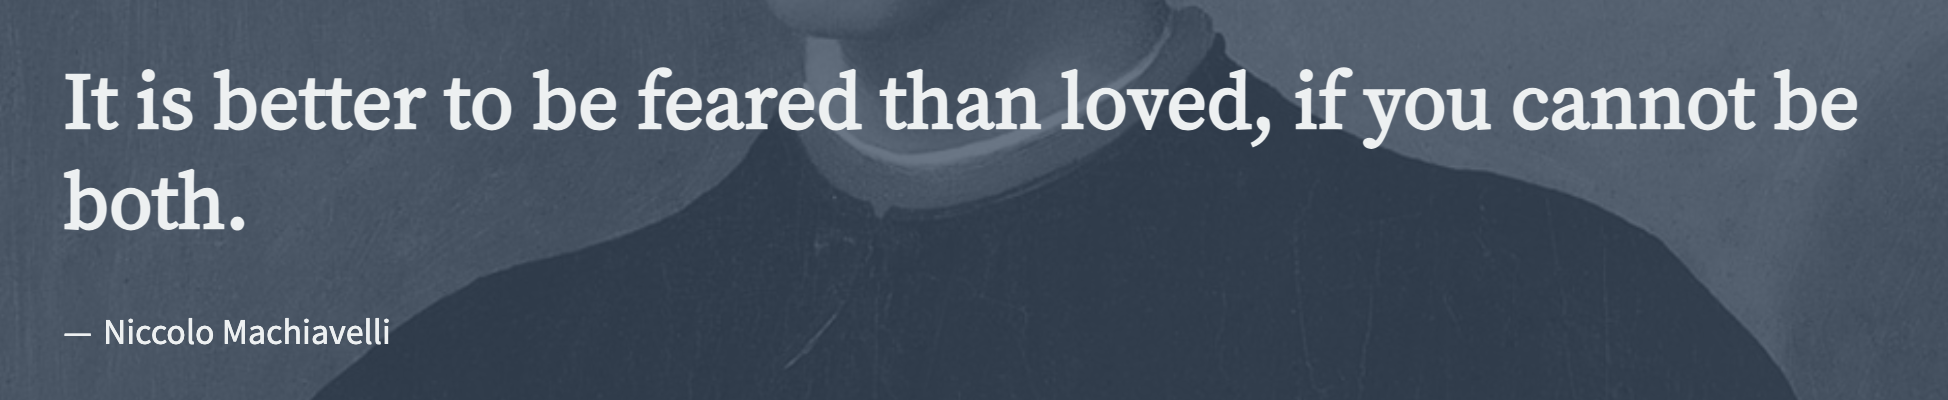 It is better to be feared than loved, if you cannot be
both.
— Niccolo Machiavelli